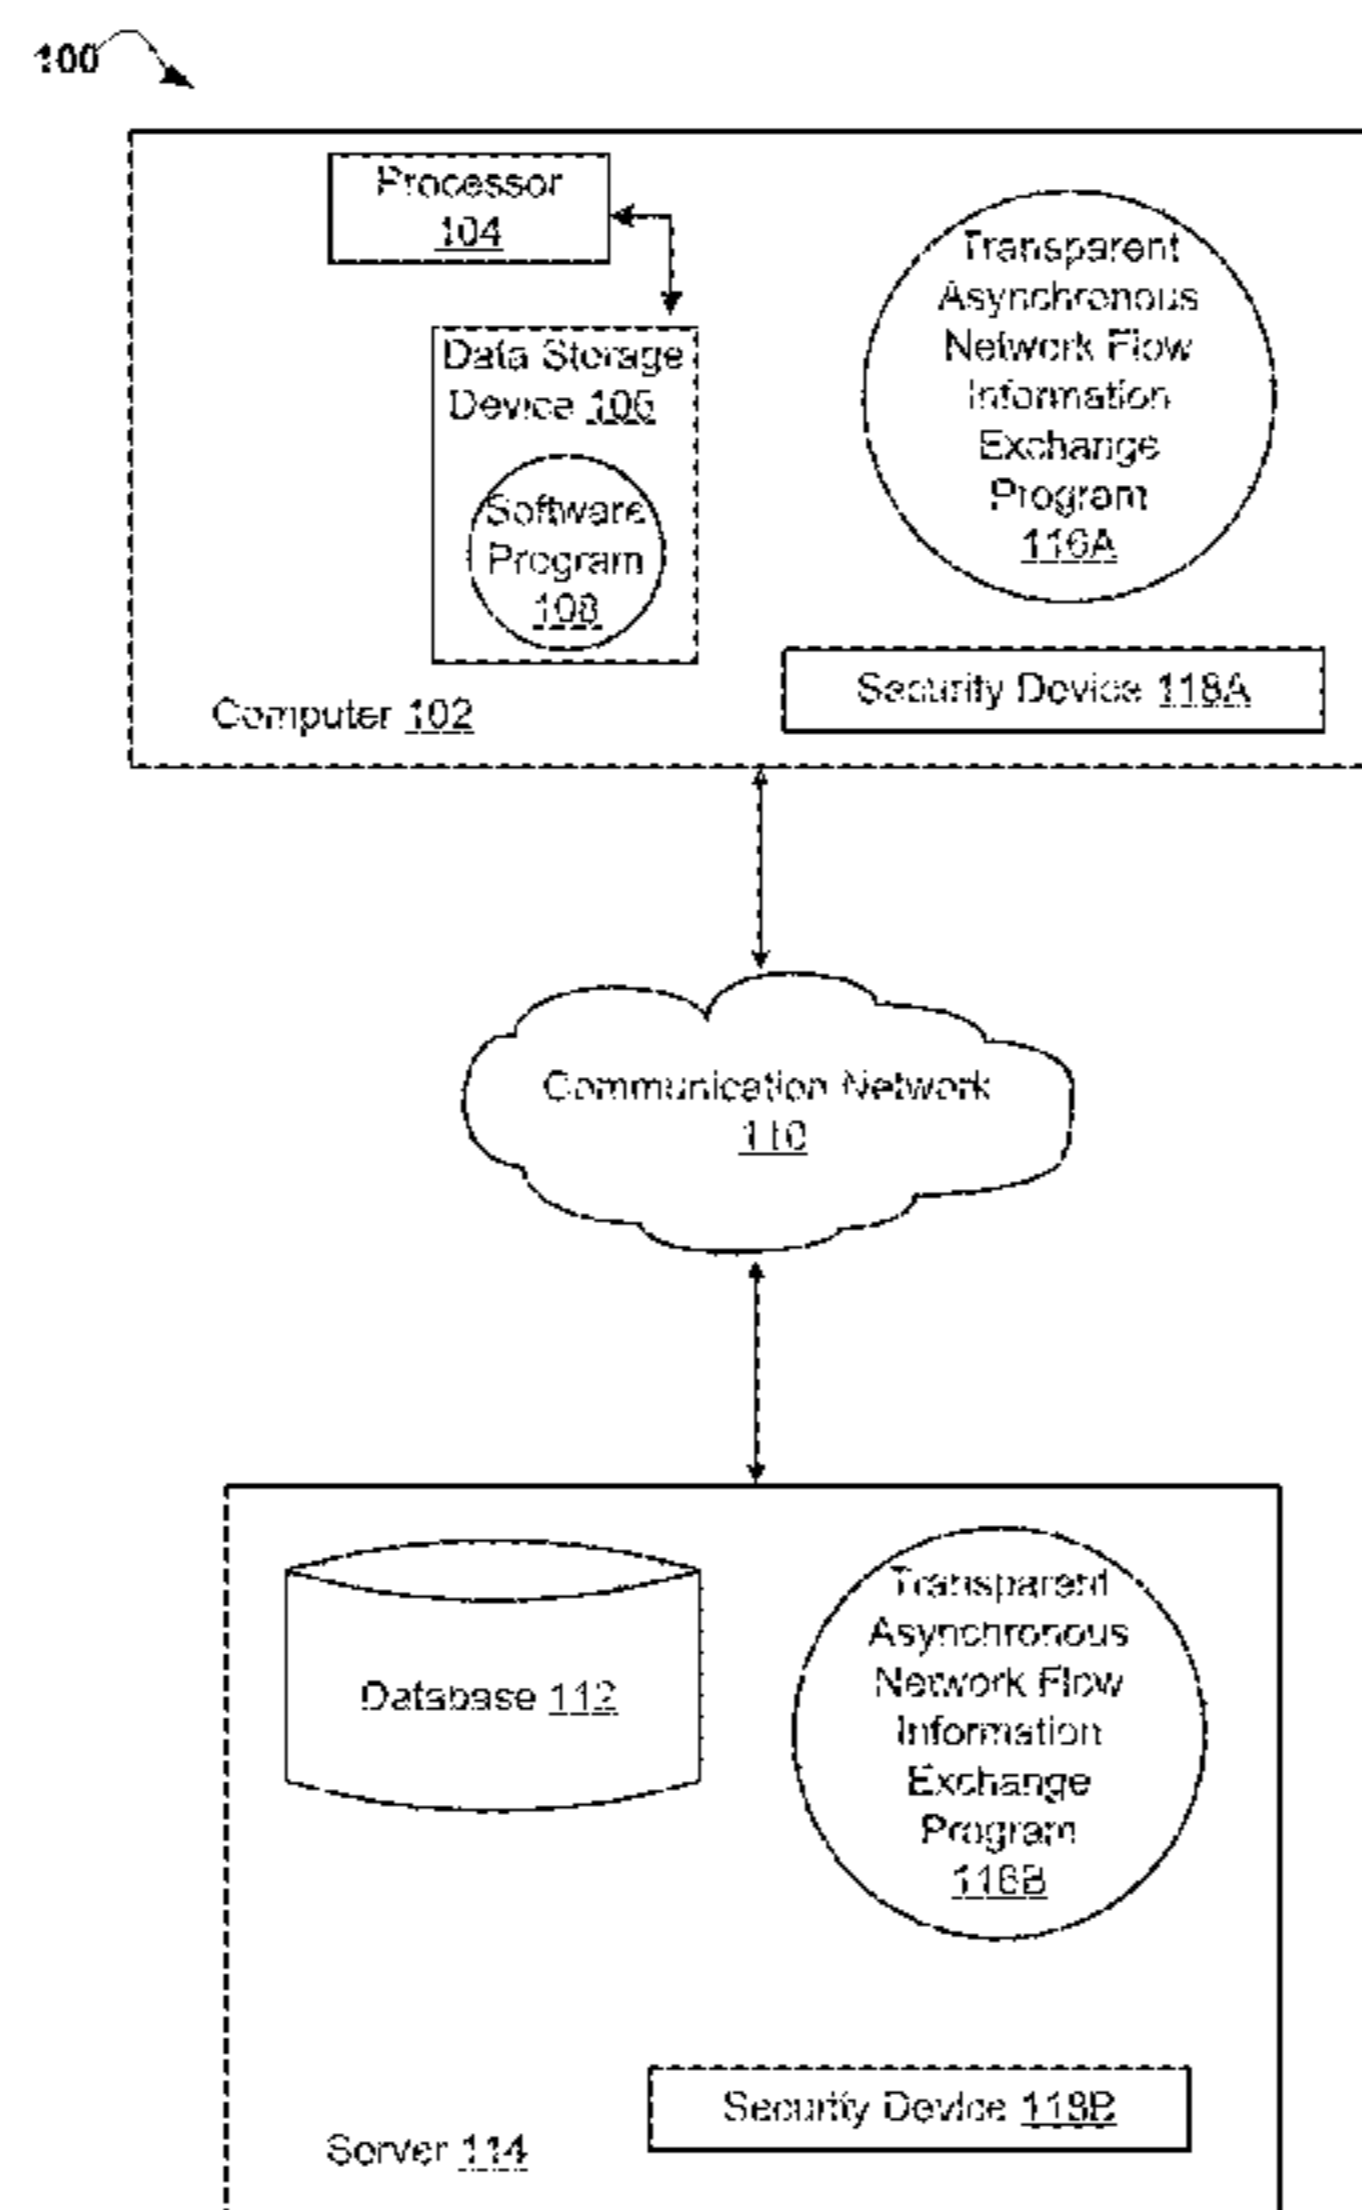 100
Processor
104
Data Storage
Device 106
Software
Program
108
Transparent
Asynchronous
Network Flow
Information
Exchange
Program
116A
Security Device 118A
Computer 102
Communication Network
110
Database 112
Transparent
Asynchronous
Network Flow
Information
Exchange
Program
116B
Security Device 118B
Server 114